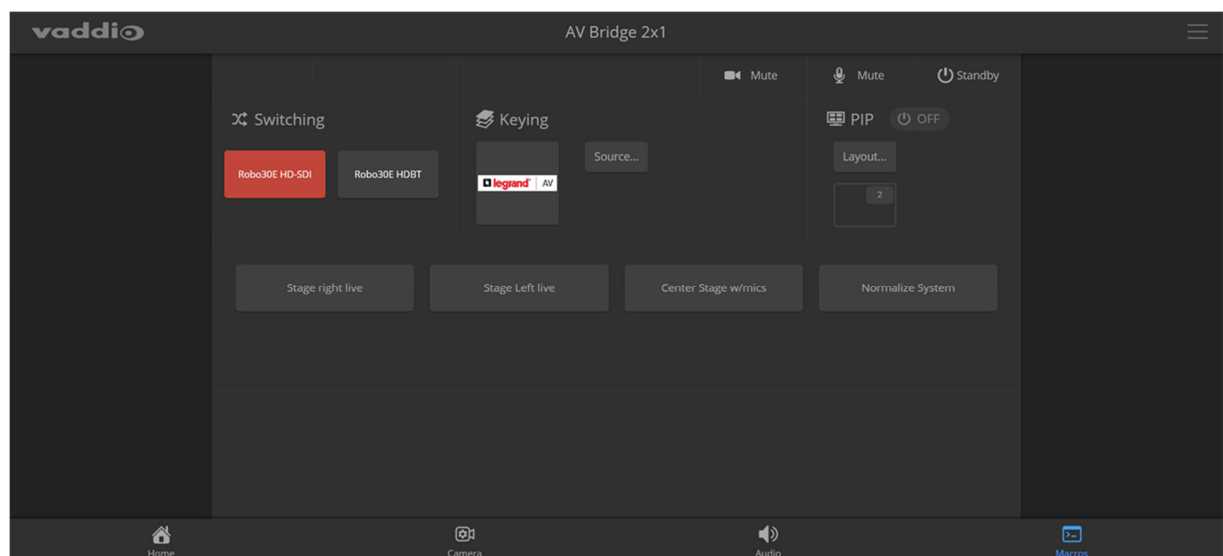 vaddio
AV Bridge 2x1
Mute
Mute
Standby
Switching
Keying
PIP
OFF
Robo30E HD-SDI
Robo30E HDBT
legrand AV
Source...
Layout...
2
Stage right live
Stage Left live
Center Stage w/mics
Normalize System
Home
Camera
Audio
Macros